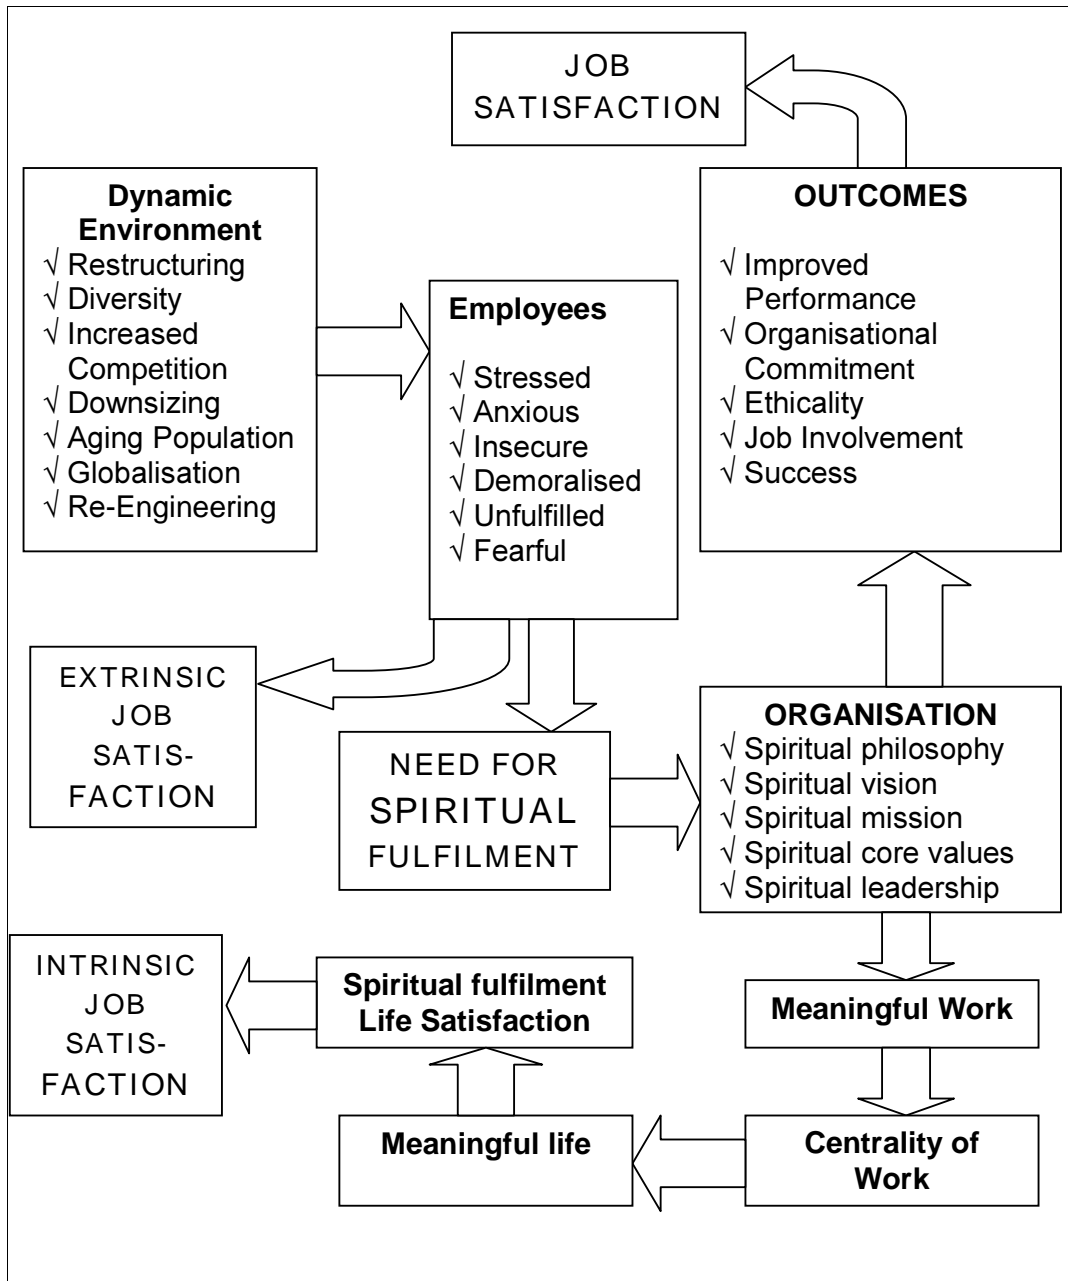 JOB
SATISFACTION
Dynamic
Environment
√ Restructuring
√ Diversity
√ Increased
Competition
√ Downsizing
√ Aging Population
√ Globalisation
√ Re-Engineering
Employees
√ Stressed
√ Anxious
√ Insecure
√ Demoralised
√ Unfulfilled
√ Fearful
OUTCOMES
√ Improved
Performance
√ Organisational
Commitment
√ Ethicality
√ Job Involvement
√ Success
EXTRINSIC
JOB
SATIS-
FACTION
NEED FOR
SPIRITUAL
FULFILMENT
ORGANISATION
√ Spiritual philosophy
√ Spiritual vision
√ Spiritual mission
√ Spiritual core values
√ Spiritual leadership
INTRINSIC
JOB
SATIS-
FACTION
Spiritual fulfilment
Life Satisfaction
Meaningful Work
Meaningful life
Centrality of
Work